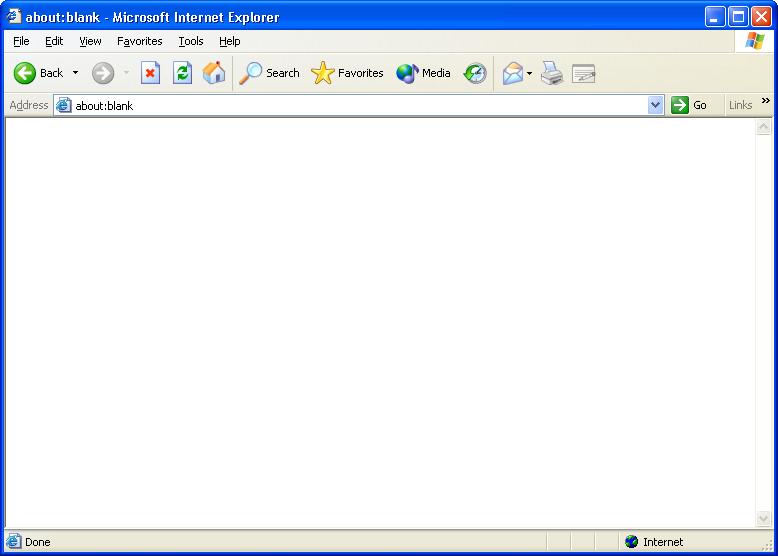 about:blank - Microsoft Internet Explorer
File Edit View Favorites Tools Help
Back Search Favorites Media
Address about:blank Go Links »
Done Internet